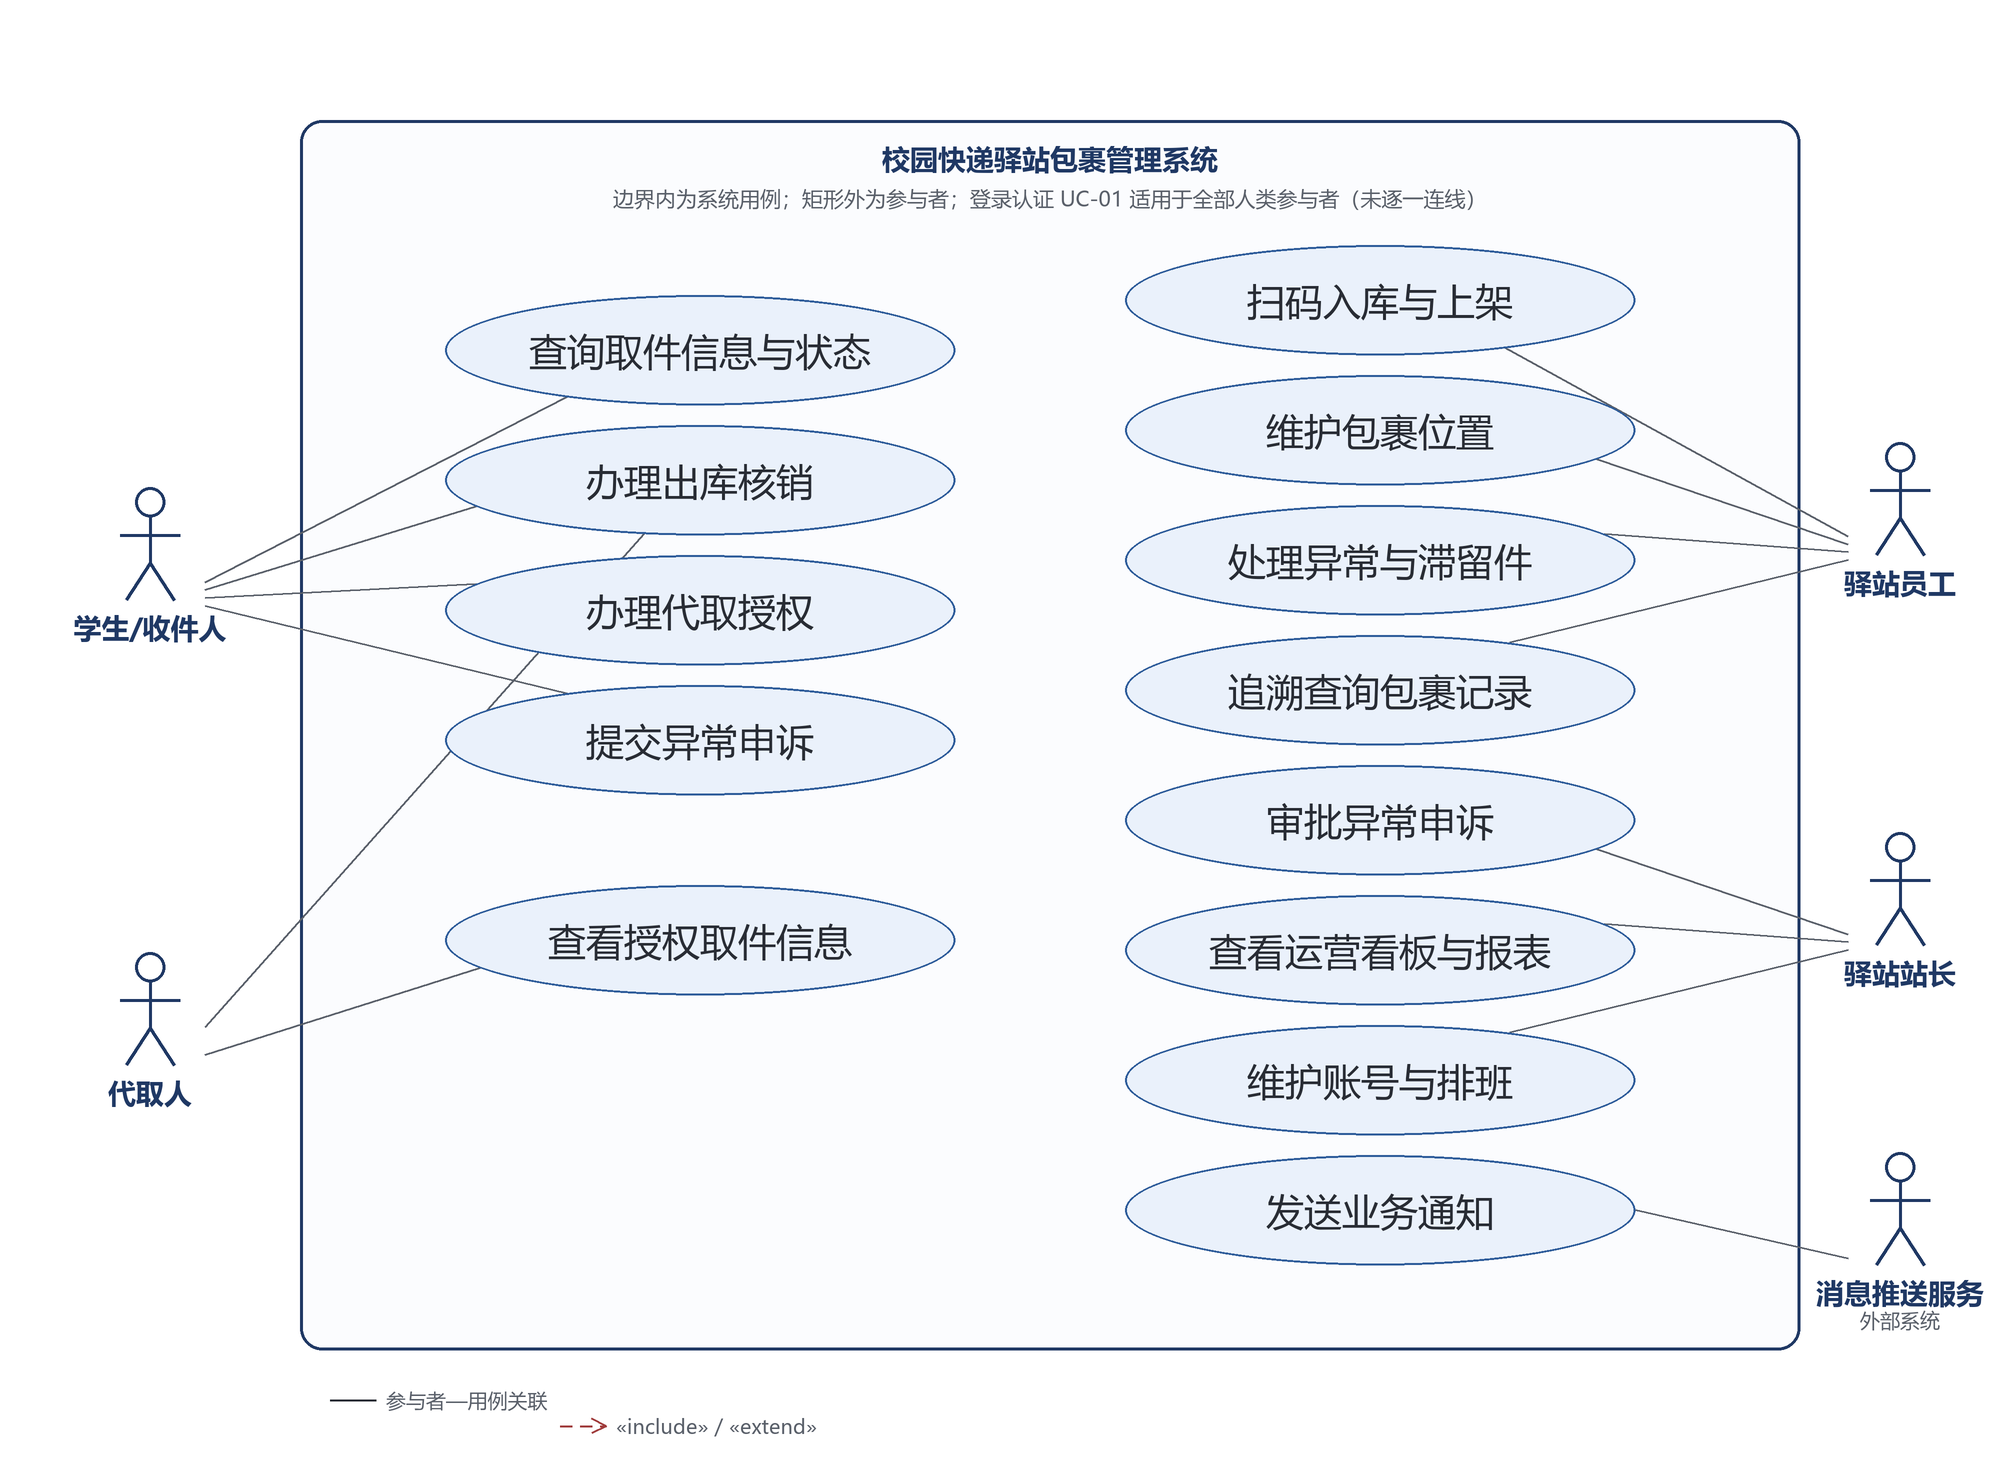 校园快递驿站包裹管理系统
边界内为系统用例；矩形外为参与者；登录认证 UC-01 适用于全部人类参与者（未逐一连线）
查询取件信息与状态
办理出库核销
办理代取授权
提交异常申诉
查看授权取件信息
扫码入库与上架
维护包裹位置
处理异常与滞留件
追溯查询包裹记录
审批异常申诉
查看运营看板与报表
维护账号与排班
发送业务通知
学生/收件人
代取人
驿站员工
驿站站长
消息推送服务
外部系统
参与者—用例关联
«include» / «extend»